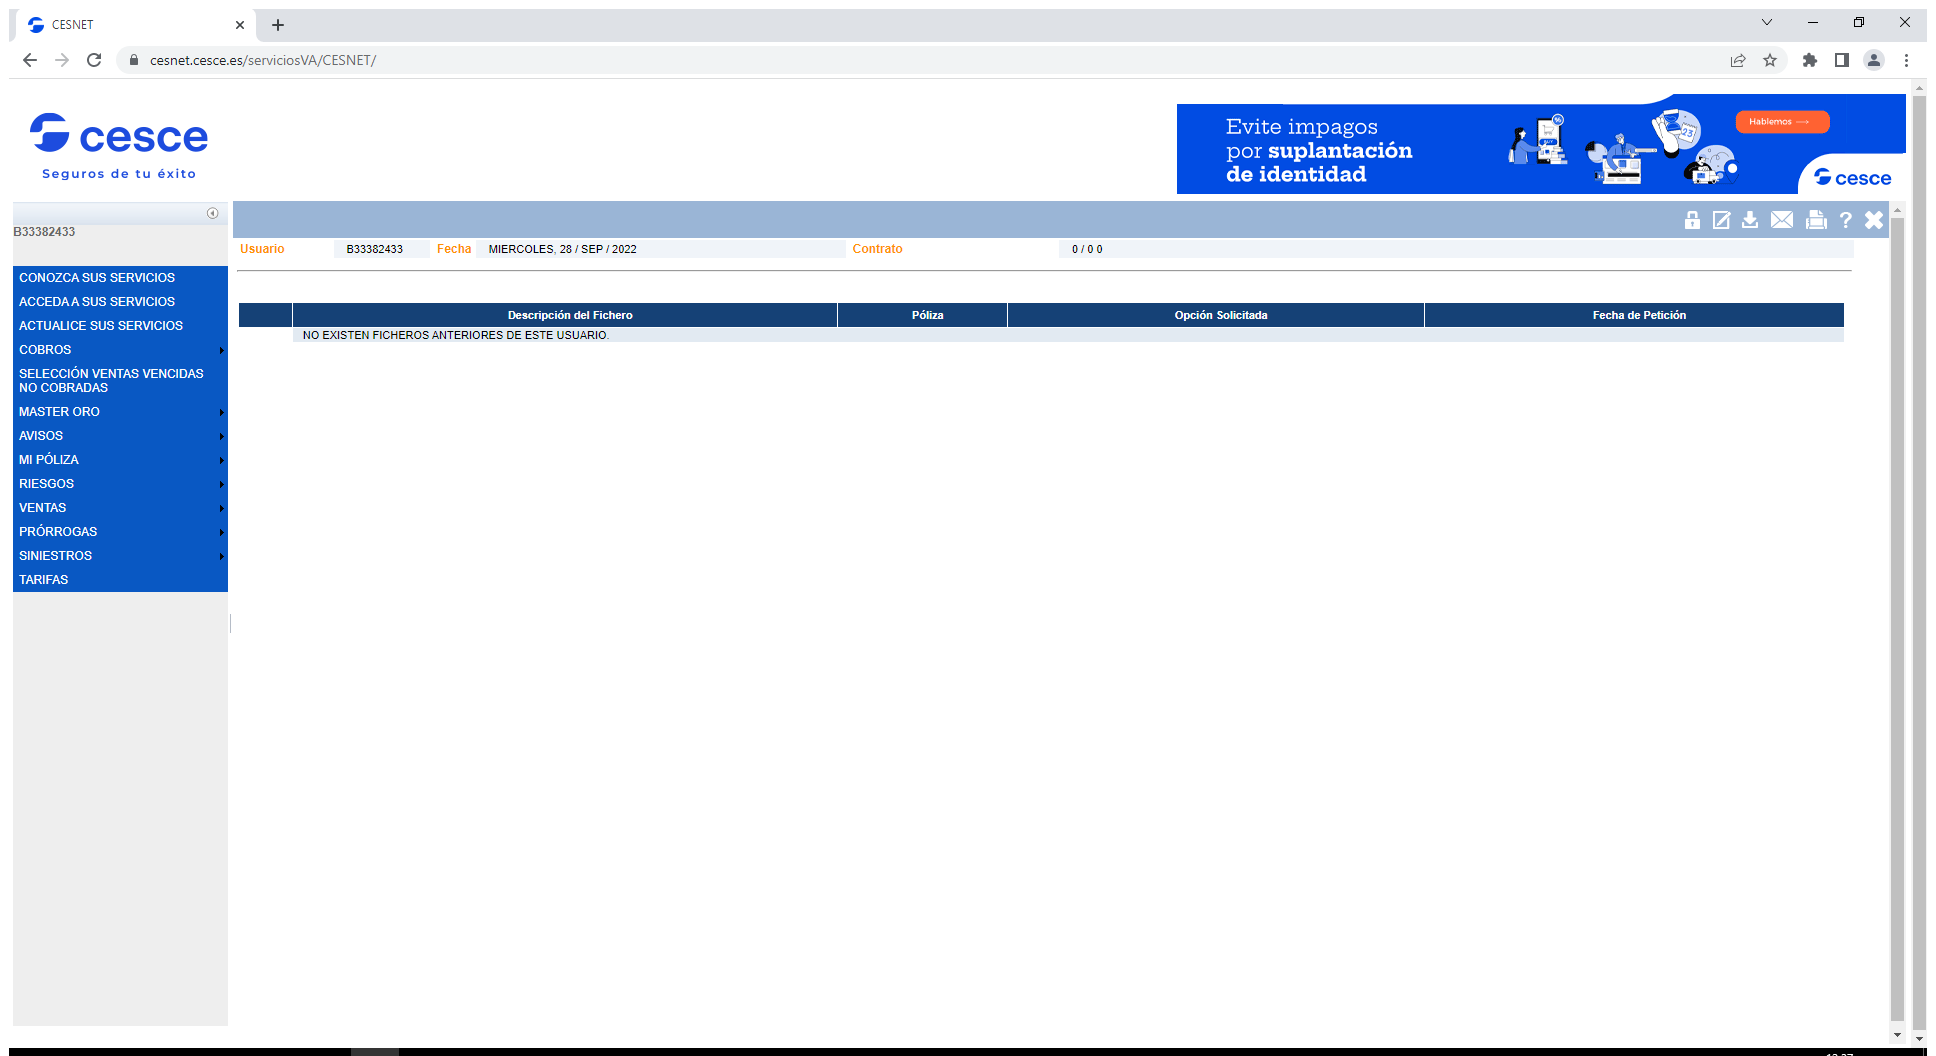 CESNET
cesnet.cesce.es/serviciosVA/CESNET/
cesce
Seguros de tu éxito
Evite impagos
por suplantación
de identidad
23
Hablemos
cesce
B33382433
Usuario B33382433 Fecha MIERCOLES, 28 / SEP / 2022 Contrato 0 / 0 0
CONOZCA SUS SERVICIOS
ACCEDA A SUS SERVICIOS
ACTUALICE SUS SERVICIOS
COBROS
SELECCIÓN VENTAS VENCIDAS
NO COBRADAS
MASTER ORO
AVISOS
MI PÓLIZA
RIESGOS
VENTAS
PRÓRROGAS
SINIESTROS
TARIFAS
Descripción del Fichero Póliza Opción Solicitada Fecha de Petición
NO EXISTEN FICHEROS ANTERIORES DE ESTE USUARIO.